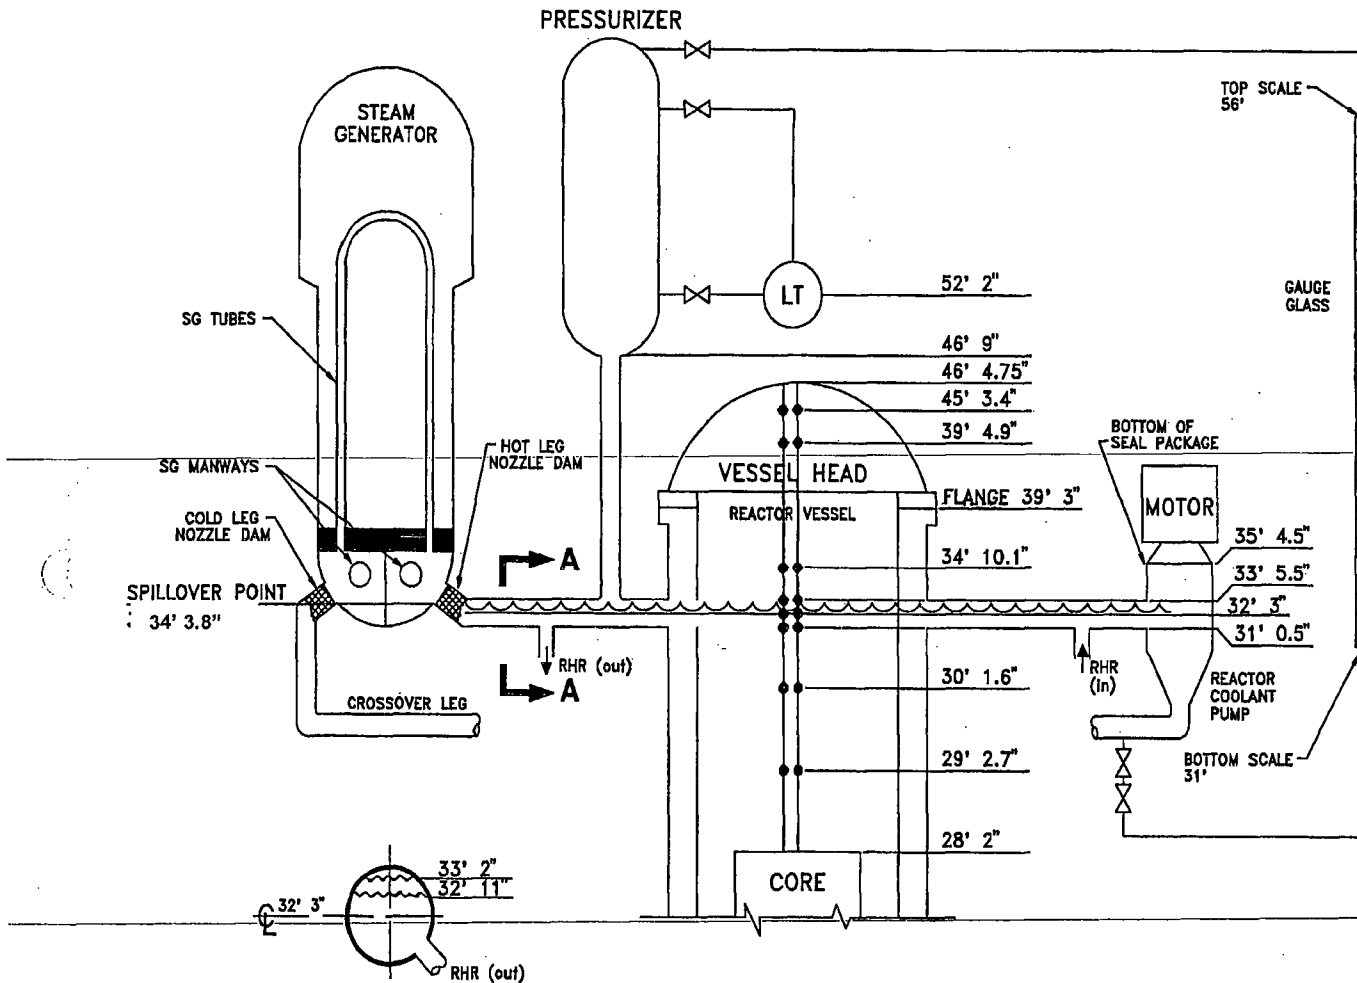 PRESSURIZER
TOP SCALE
56'
STEAM
GENERATOR
LT
52' 2"
GAUGE
GLASS
SG TUBES
46' 9"
46' 4.75"
45' 3.4"
39' 4.9"
BOTTOM OF
SEAL PACKAGE
HOT LEG
NOZZLE DAM
SG MANWAYS
VESSEL HEAD
FLANGE 39' 3"
REACTOR VESSEL
MOTOR
COLD LEG
NOZZLE DAM
35' 4.5"
34' 10.1"
A
SPILLOVER POINT
34' 3.8"
33' 5.5"
32' 3"
31' 0.5"
RHR (out)
RHR
(in)
A
30' 1.6"
REACTOR
COOLANT
PUMP
CROSSOVER LEG
BOTTOM SCALE
31'
29' 2.7"
28' 2"
CORE
33' 2"
32' 11"
CL 32' 3"
RHR (out)